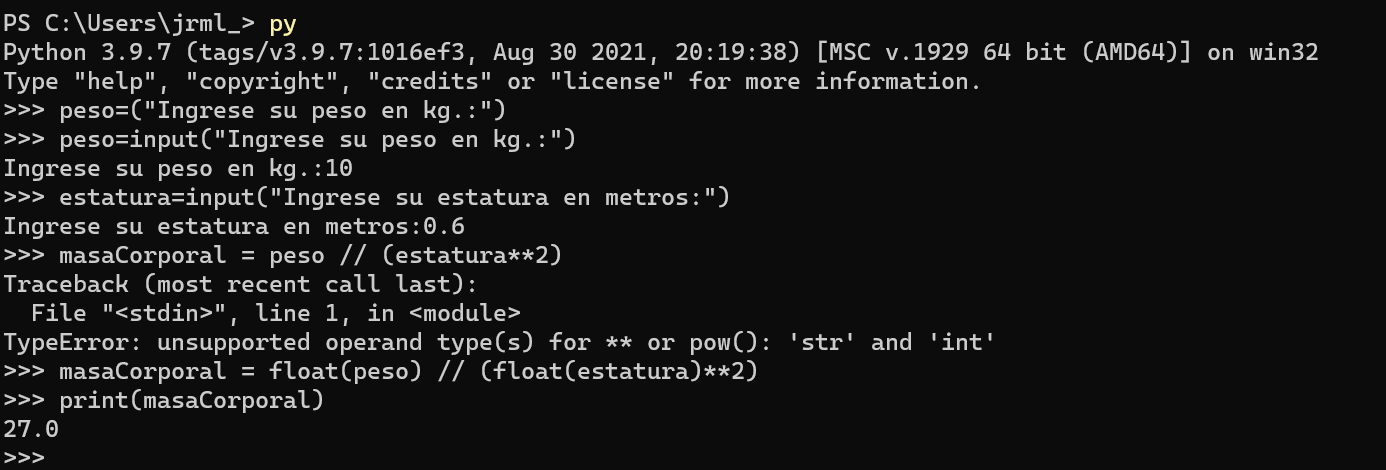 PS C:\Users\jrml_> py
Python 3.9.7 (tags/v3.9.7:1016ef3, Aug 30 2021, 20:19:38) [MSC v.1929 64 bit (AMD64)] on win32
Type "help", "copyright", "credits" or "license" for more information.
>>> peso=("Ingrese su peso en kg.:")
>>> peso=input("Ingrese su peso en kg.:")
Ingrese su peso en kg.:10
>>> estatura=input("Ingrese su estatura en metros:")
Ingrese su estatura en metros:0.6
>>> masaCorporal = peso // (estatura**2)
Traceback (most recent call last):
  File "<stdin>", line 1, in <module>
TypeError: unsupported operand type(s) for ** or pow(): 'str' and 'int'
>>> masaCorporal = float(peso) // (float(estatura)**2)
>>> print(masaCorporal)
27.0
>>>